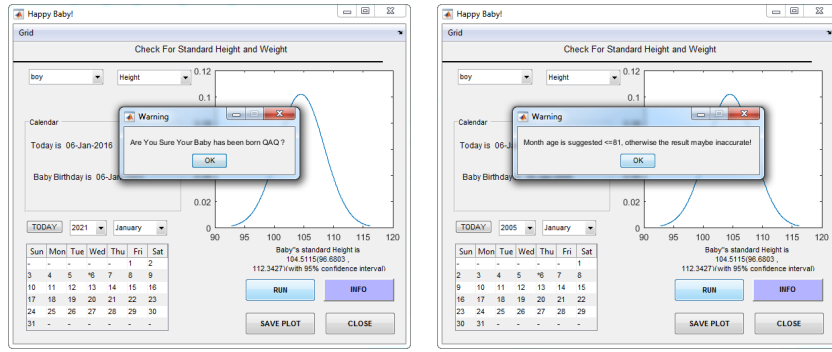 Happy Baby!
Grid
Check For Standard Height and Weight
boy
Height
0.12
0.1
Warning
Are You Sure Your Baby has been born QAQ ?
OK
Calendar
Today is 06-Jan-2016
Baby Birthday is 06-Jan
0.02
0
90 95 100 105 110 115 120
TODAY
2021
January
Sun Mon Tue Wed Thu Fri Sat
- - - - - 1 2
3 4 5 *6 7 8 9
10 11 12 13 14 15 16
17 18 19 20 21 22 23
24 25 26 27 28 29 30
31 - - - - - -
Baby"s standard Height is
104.5115(96.6803 ,
112.3427)(with 95% confidence interval)
RUN
INFO
SAVE PLOT
CLOSE
Happy Baby!
Grid
Check For Standard Height and Weight
boy
Height
0.12
0.1
Warning
Month age is suggested <=81, otherwise the result maybe inaccurate!
OK
Calendar
Today is 06-J
Baby Birthday
0.02
0
90 95 100 105 110 115 120
TODAY
2005
January
Sun Mon Tue Wed Thu Fri Sat
- - - - - - 1
2 3 4 5 *6 7 8
9 10 11 12 13 14 15
16 17 18 19 20 21 22
23 24 25 26 27 28 29
30 31 - - - - -
Baby"s standard Height is
104.5115(96.6803 ,
112.3427)(with 95% confidence interval)
RUN
INFO
SAVE PLOT
CLOSE